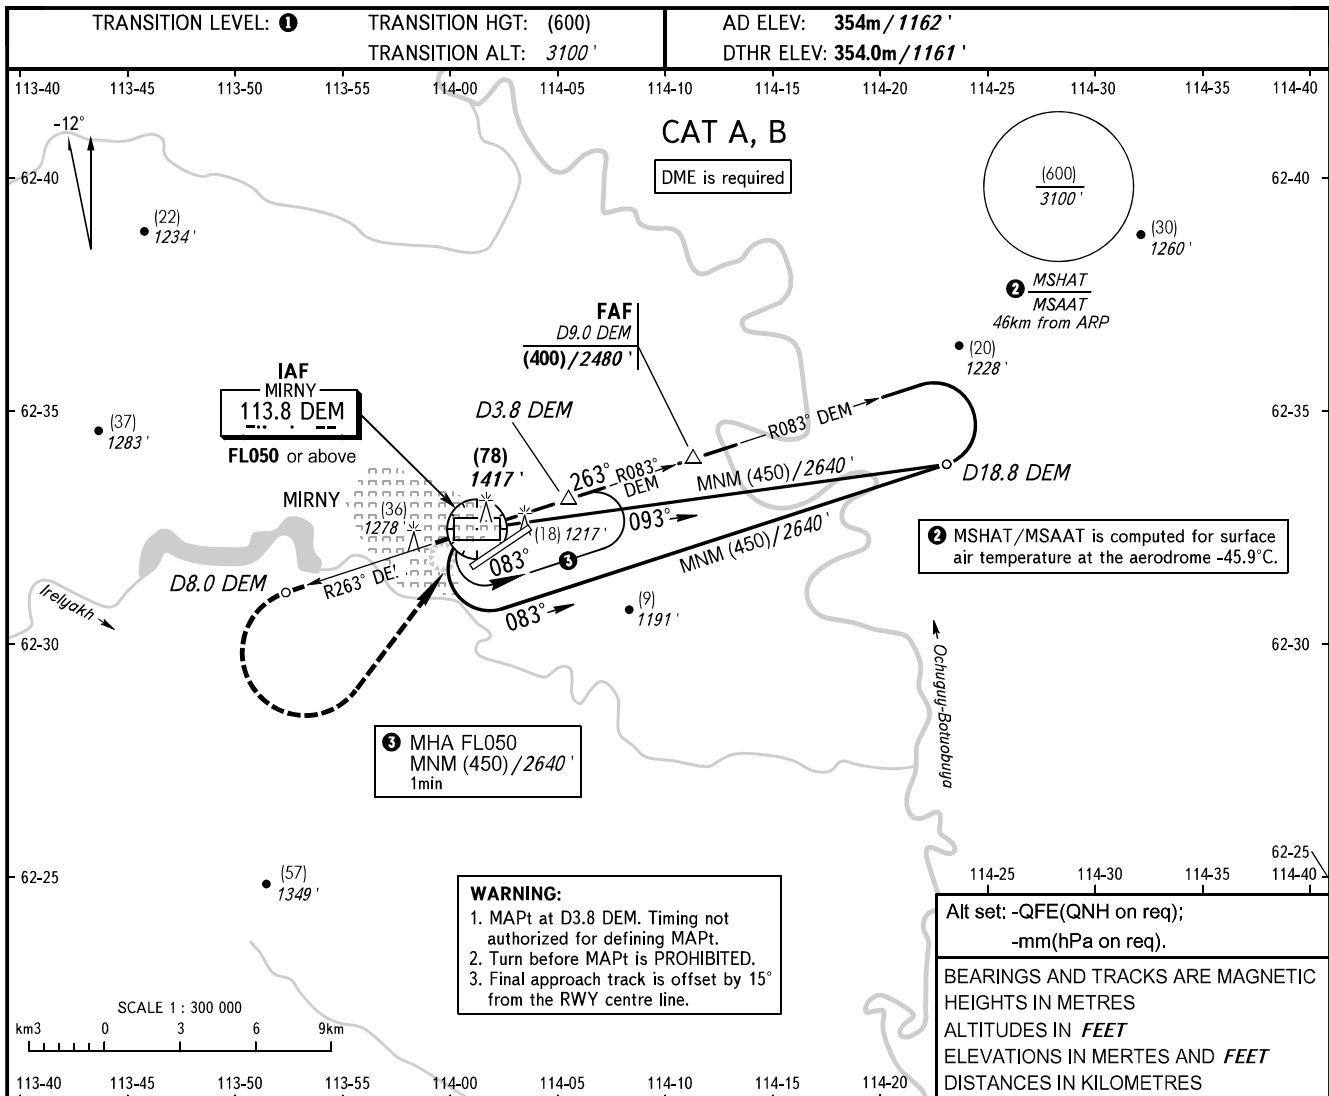 TRANSITION LEVEL: ❶ TRANSITION HGT: (600)
TRANSITION ALT: 3100 '
AD ELEV: 354m/1162 '
DTHR ELEV: 354.0m/1161 '
113-40 113-45 113-50 113-55 114-00 114-05 114-10 114-15 114-20 114-25 114-30 114-35 114-40
-12°
CAT A, B
DME is required
62-40
62-40
(600)
3100 '
(22)
1234 '
(30)
1260 '
❷ MSHAT
MSAAT
46km from ARP
FAF
D9.0 DEM
(400)/2480 '
(20)
1228 '
IAF
MIRNY
113.8 DEM
FL050 or above
D3.8 DEM
R083° DEM
62-35
62-35
(37)
1283 '
(78)
1417 '
263°
R083°
DEM
MNM (450)/2640 '
D18.8 DEM
MIRNY
(36)
1278 '
(18) 1217 '
093°
MNM (450)/2640 '
❷ MSHAT/MSAAT is computed for surface
air temperature at the aerodrome -45.9°C.
083°
❸
D8.0 DEM
R263° DE
Irelyakh
083°
(9)
1191 '
62-30
62-30
Ochuguy-Botuobuya
❸ MHA FL050
MNM (450)/2640 '
1min
62-25
62-25
114-25 114-30 114-35 114-40
(57)
1349 '
WARNING:
1. MAPt at D3.8 DEM. Timing not
authorized for defining MAPt.
2. Turn before MAPt is PROHIBITED.
3. Final approach track is offset by 15°
from the RWY centre line.
Alt set: -QFE(QNH on req);
-mm(hPa on req).
BEARINGS AND TRACKS ARE MAGNETIC
HEIGHTS IN METRES
ALTITUDES IN FEET
ELEVATIONS IN MERTES AND FEET
DISTANCES IN KILOMETRES
SCALE 1 : 300 000
km3 0 3 6 9km
113-40 113-45 113-50 113-55 114-00 114-05 114-10 114-15 114-20